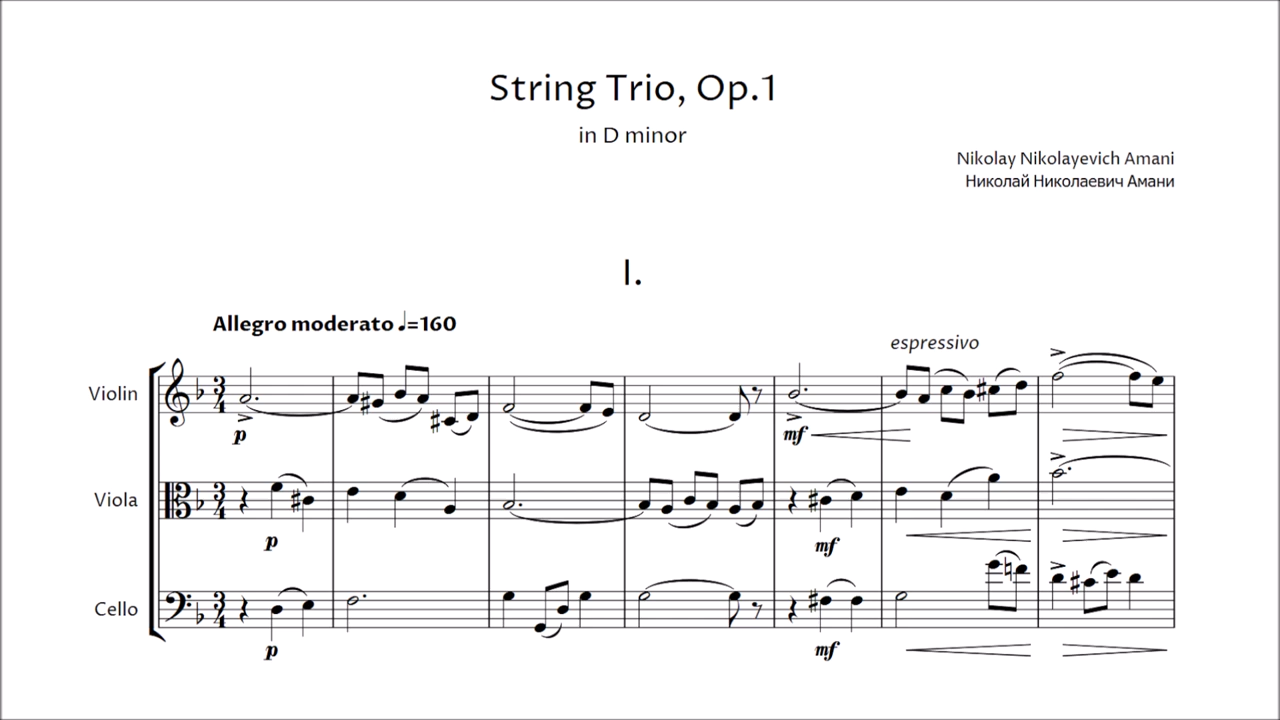 String Trio, Op.1
in D minor
Nikolay Nikolayevich Amani
Николай Николаевич Амани
I.
Allegro moderato ♩=160
espressivo
Violin
p
mf
Viola
p
mf
Cello
p
mf